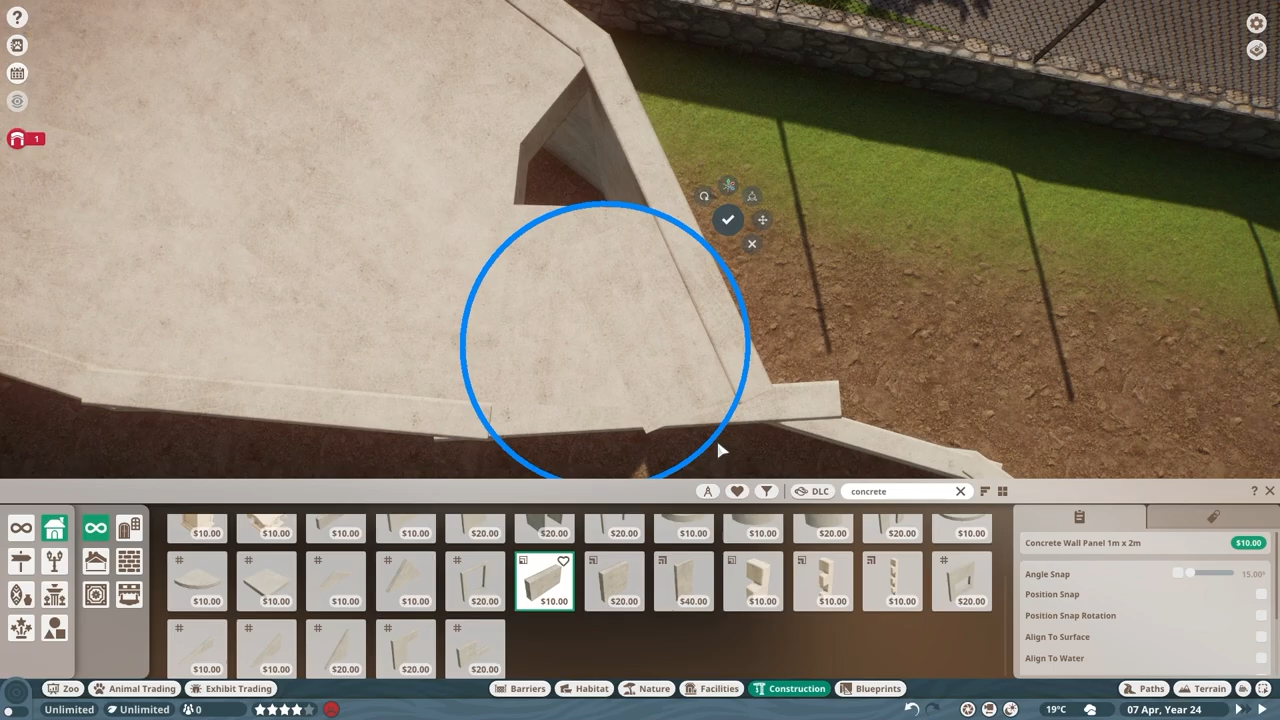 ?
1
DLC
concrete
?
$10.00 $10.00 $10.00 $10.00 $20.00 $20.00 $20.00 $10.00 $10.00 $20.00 $20.00 $10.00
$10.00 $10.00 $10.00 $10.00 $20.00 $10.00 $20.00 $40.00 $10.00 $10.00 $10.00 $20.00
$10.00 $10.00 $20.00 $20.00 $20.00
Concrete Wall Panel 1m x 2m $10.00
Angle Snap 15.00°
Position Snap
Position Snap Rotation
Align To Surface
Align To Water
Zoo Animal Trading Exhibit Trading Barriers Habitat Nature Facilities Construction Blueprints Paths Terrain
Unlimited Unlimited 0 19°C 07 Apr, Year 24